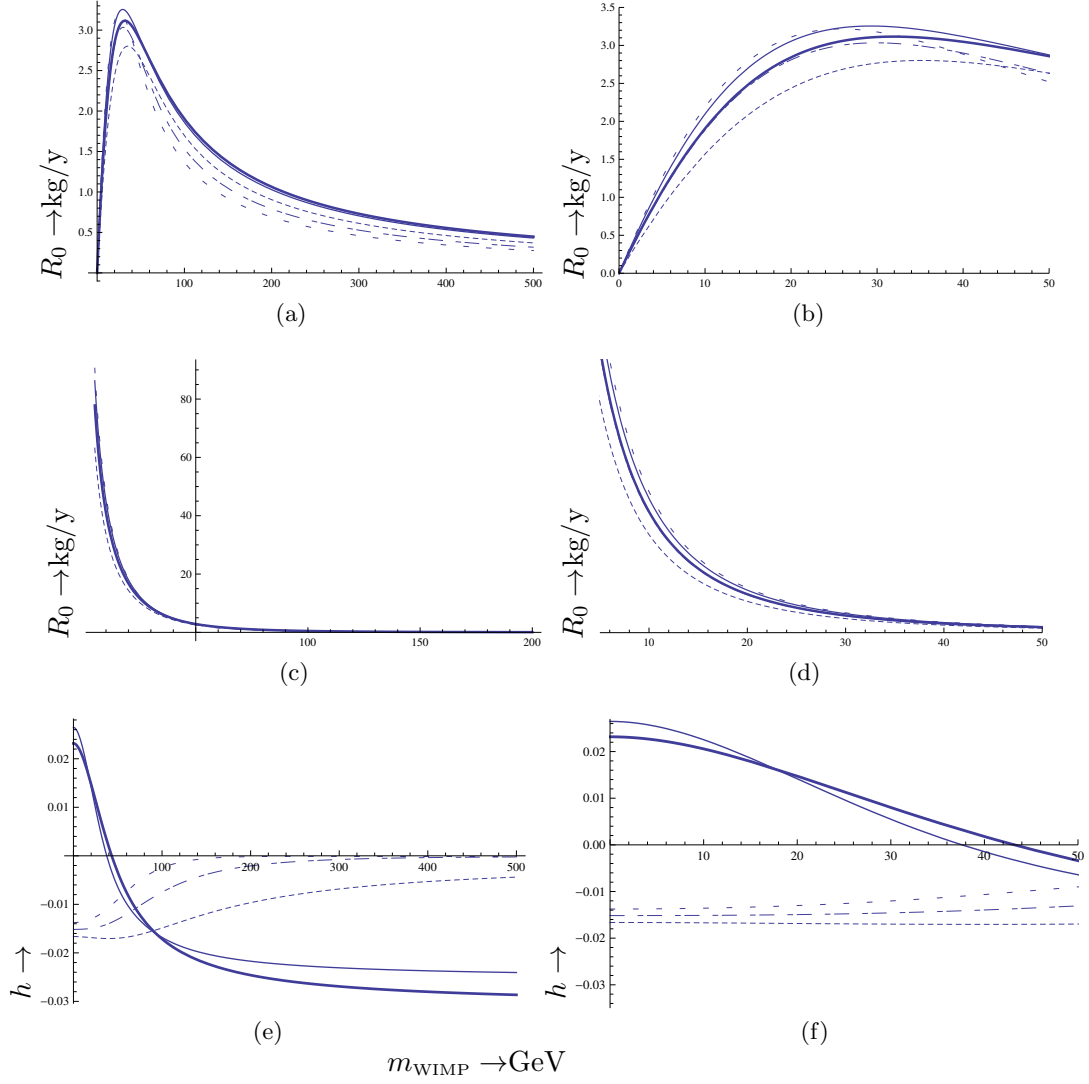 3.5
3.0 3.0
2.5 2.5
2.0 2.0
1.5 1.5
1.0 1.0
0.5 0.5
0.0
R₀ →kg/y R₀ →kg/y
100 200 300 400 500 0 10 20 30 40 50
(a) (b)
80
60
40
20
R₀ →kg/y R₀ →kg/y
100 150 200 10 20 30 40 50
(c) (d)
0.02 0.02
0.01 0.01
100 200 300 400 500 0.00 10 20 30 40 50
−0.01 −0.01
−0.02 −0.02
−0.03 −0.03
h → h →
(e) (f)
m_WIMP →GeV